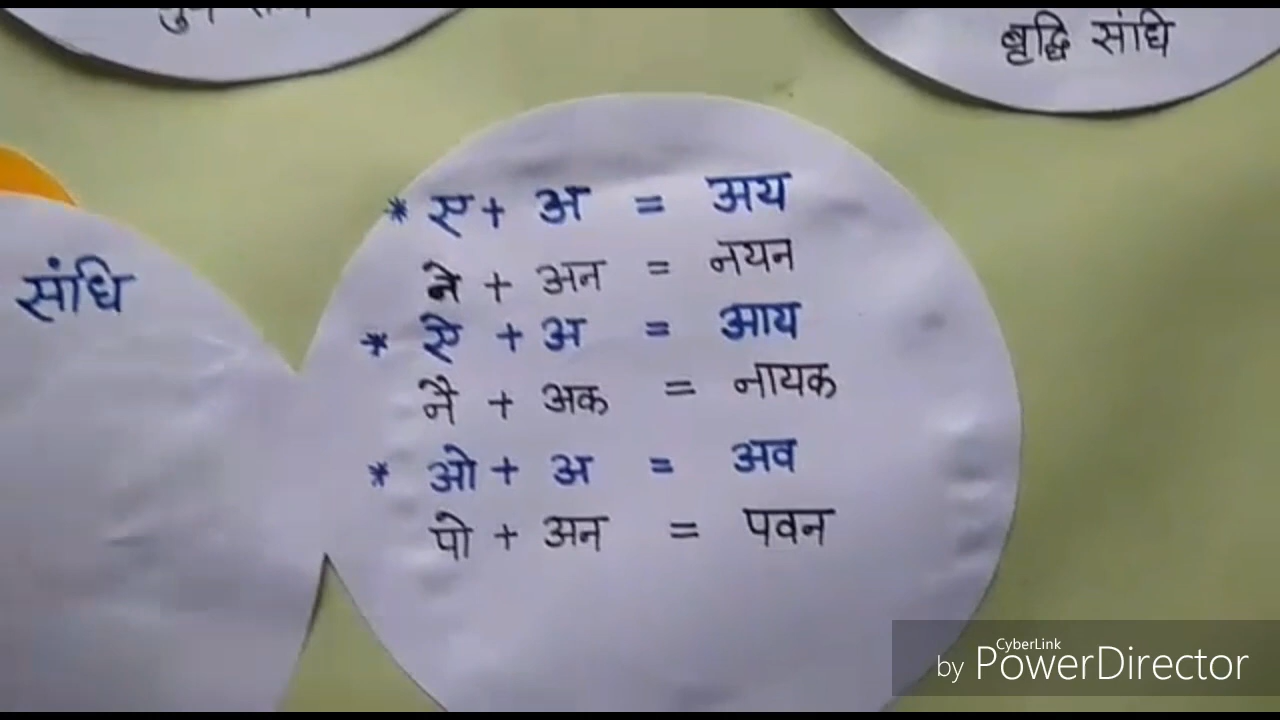 वृद्धि संधि
संधि
* ए + अ = अय
ने + अन = नयन
* ऐ + अ = आय
नै + अक = नायक
* ओ + अ = अव
पो + अन = पवन
CyberLink
by PowerDirector